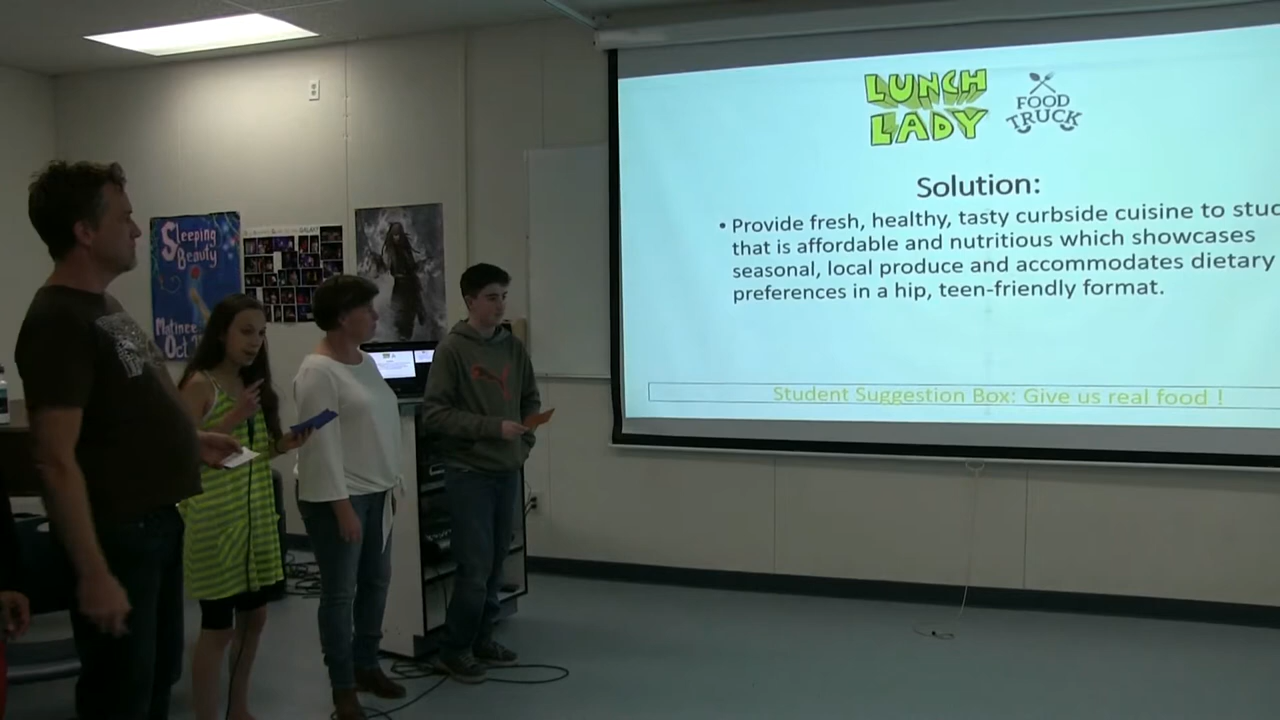 LUNCH
LADY
FOOD
TRUCK
Solution:
• Provide fresh, healthy, tasty curbside cuisine to stud
that is affordable and nutritious which showcases
seasonal, local produce and accommodates dietary
preferences in a hip, teen-friendly format.
Student Suggestion Box: Give us real food !
Sleeping
Beauty
Matinee
Oct